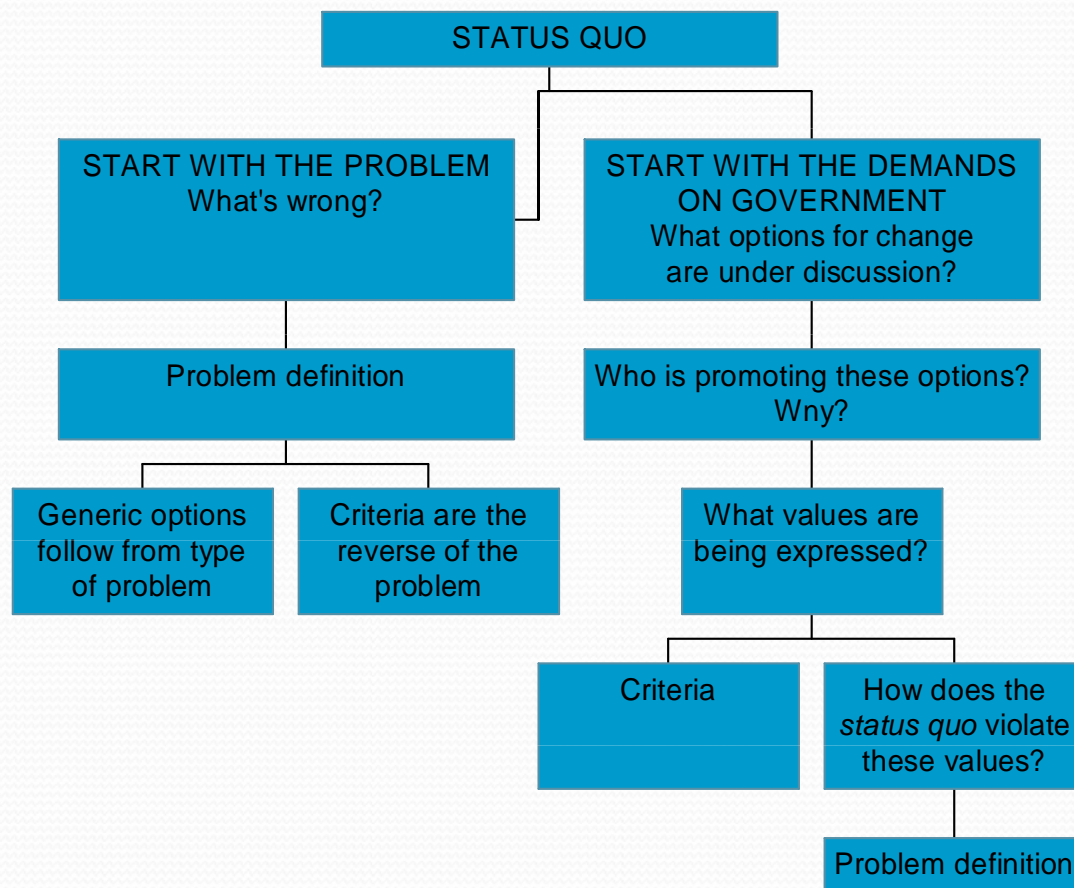 STATUS QUO
START WITH THE PROBLEM
What's wrong?
START WITH THE DEMANDS
ON GOVERNMENT
What options for change
are under discussion?
Problem definition
Who is promoting these options?
Wny?
Generic options
follow from type
of problem
Criteria are the
reverse of the
problem
What values are
being expressed?
Criteria
How does the
status quo violate
these values?
Problem definition